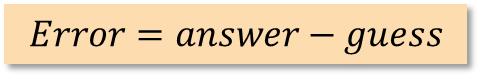 Error = answer − guess